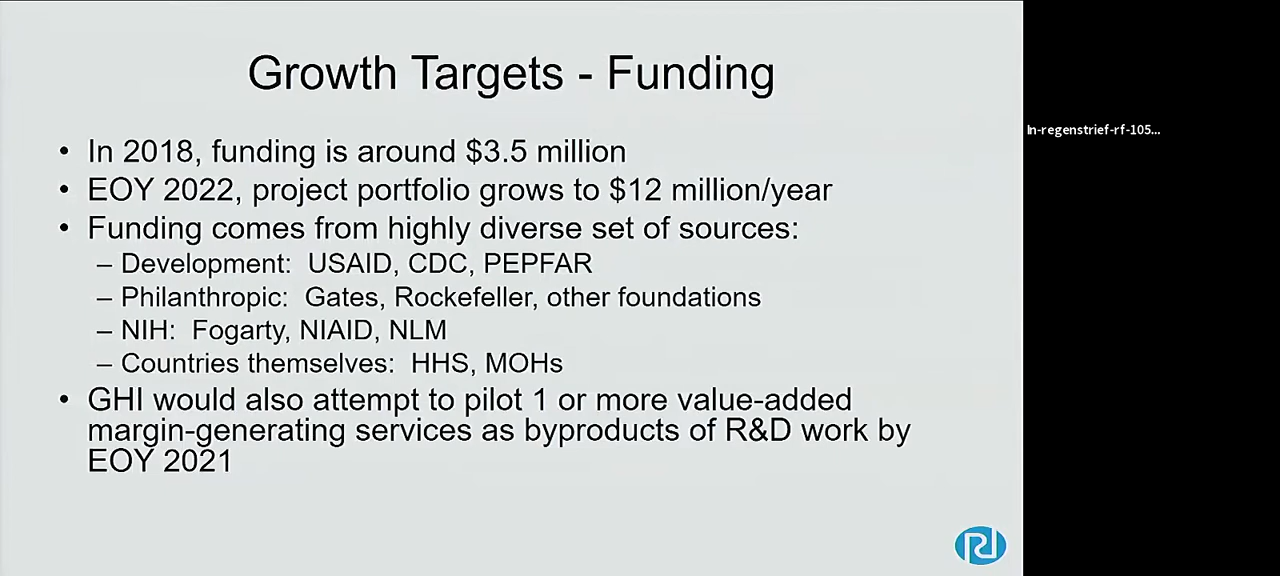 Growth Targets - Funding
• In 2018, funding is around $3.5 million
• EOY 2022, project portfolio grows to $12 million/year
• Funding comes from highly diverse set of sources:
– Development: USAID, CDC, PEPFAR
– Philanthropic: Gates, Rockefeller, other foundations
– NIH: Fogarty, NIAID, NLM
– Countries themselves: HHS, MOHs
• GHI would also attempt to pilot 1 or more value-added
margin-generating services as byproducts of R&D work by
EOY 2021
In-regenstrief-rf-105...